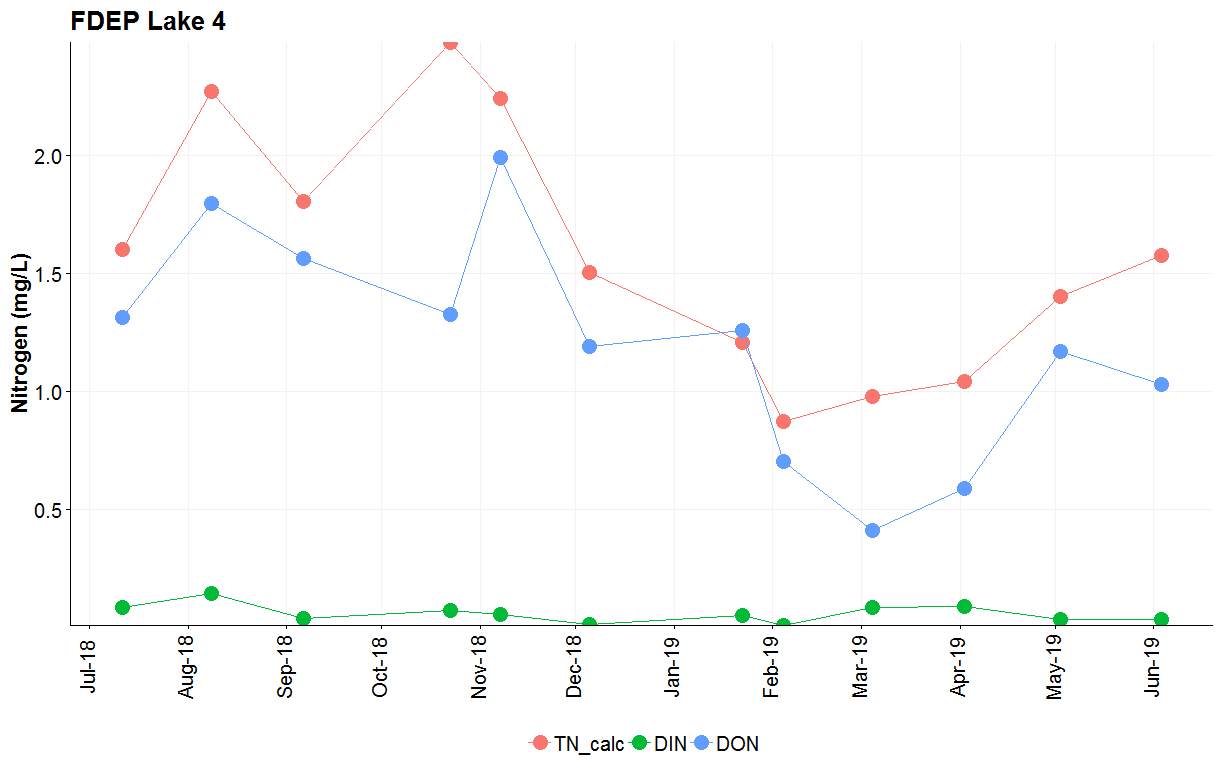 FDEP Lake 4
Nitrogen (mg/L)
2.0
1.5
1.0
0.5
Jul-18
Aug-18
Sep-18
Oct-18
Nov-18
Dec-18
Jan-19
Feb-19
Mar-19
Apr-19
May-19
Jun-19
TN_calc DIN DON